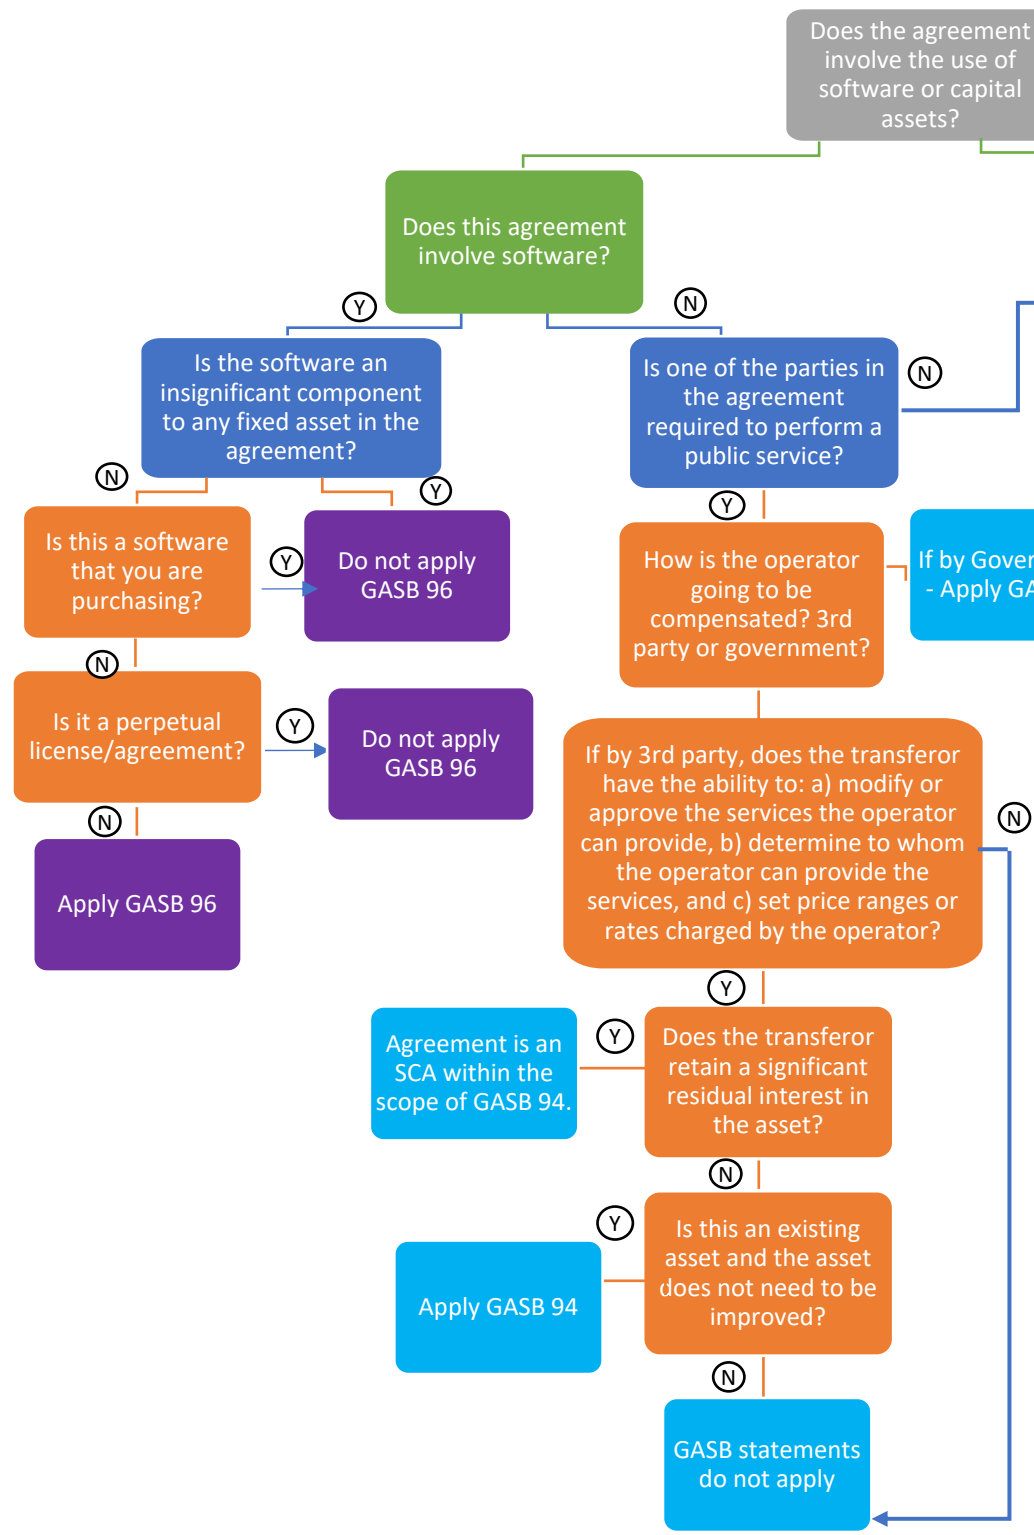 Does the agreement
involve the use of
software or capital
assets?
Does this agreement
involve software?
Y
N
Is the software an
insignificant component
to any fixed asset in the
agreement?
Is one of the parties in
the agreement
required to perform a
public service?
N
N
Y
Y
Is this a software
that you are
purchasing?
Y
Do not apply
GASB 96
How is the operator
going to be
compensated? 3rd
party or government?
If by Gover
- Apply GA
N
Is it a perpetual
license/agreement?
Y
Do not apply
GASB 96
If by 3rd party, does the transferor
have the ability to: a) modify or
approve the services the operator
can provide, b) determine to whom
the operator can provide the
services, and c) set price ranges or
rates charged by the operator?
N
N
Apply GASB 96
Y
Agreement is an
SCA within the
scope of GASB 94.
Y
Does the transferor
retain a significant
residual interest in
the asset?
N
Y
Is this an existing
asset and the asset
does not need to be
improved?
Apply GASB 94
N
GASB statements
do not apply